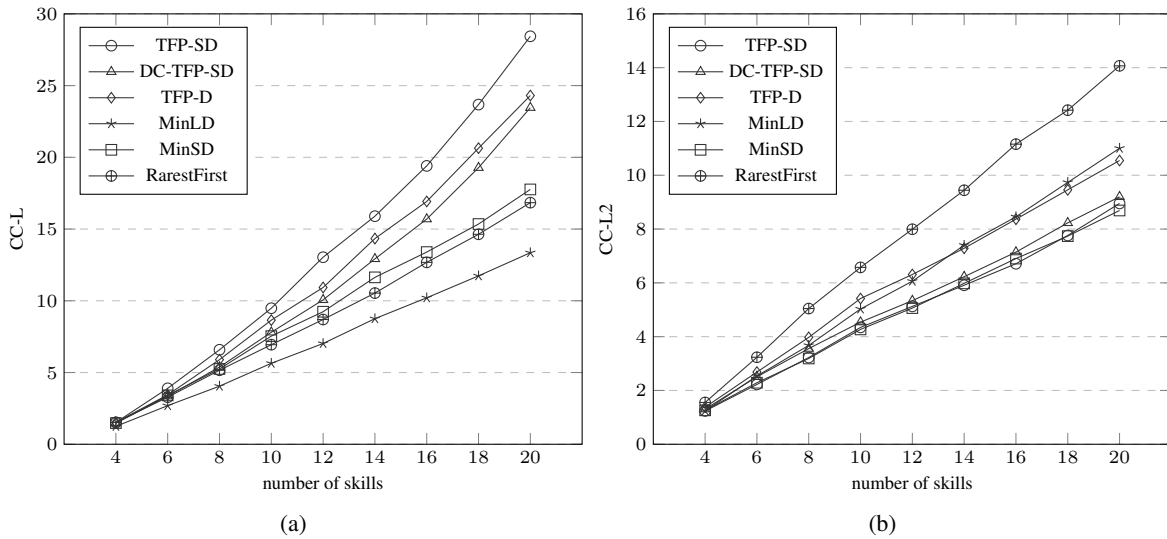 30
25
20
15
10
5
0
CC-L
TFP-SD
DC-TFP-SD
TFP-D
MinLD
MinSD
RarestFirst
4 6 8 10 12 14 16 18 20
number of skills
(a)
16
14
12
10
8
6
4
2
0
CC-L2
TFP-SD
DC-TFP-SD
TFP-D
MinLD
MinSD
RarestFirst
4 6 8 10 12 14 16 18 20
number of skills
(b)